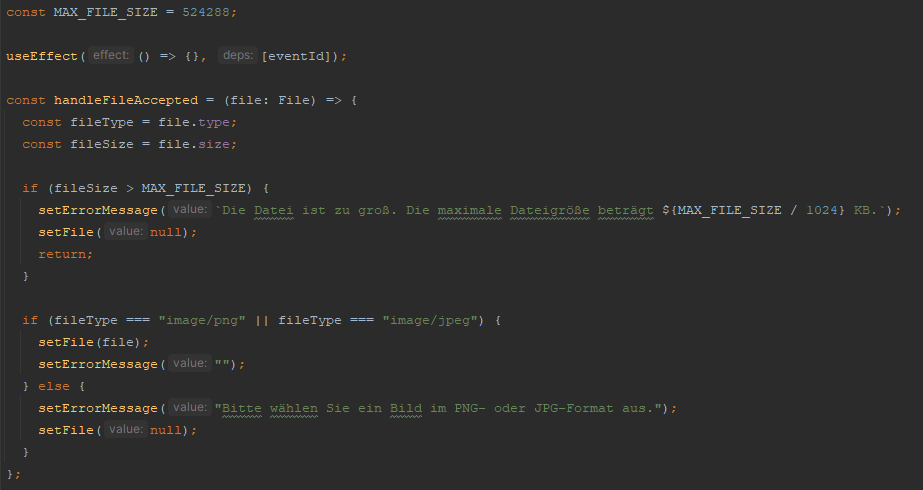 const MAX_FILE_SIZE = 524288;
useEffect( effect: () => {}, deps: [eventId]);
const handleFileAccepted = (file: File) => {
const fileType = file.type;
const fileSize = file.size;
if (fileSize > MAX_FILE_SIZE) {
setErrorMessage( value: `Die Datei ist zu groß. Die maximale Dateigröße beträgt ${MAX_FILE_SIZE / 1024} KB.`);
setFile( value: null);
return;
}
if (fileType === "image/png" || fileType === "image/jpeg") {
setFile(file);
setErrorMessage( value: "");
} else {
setErrorMessage( value: "Bitte wählen Sie ein Bild im PNG- oder JPG-Format aus.");
setFile( value: null);
}
};